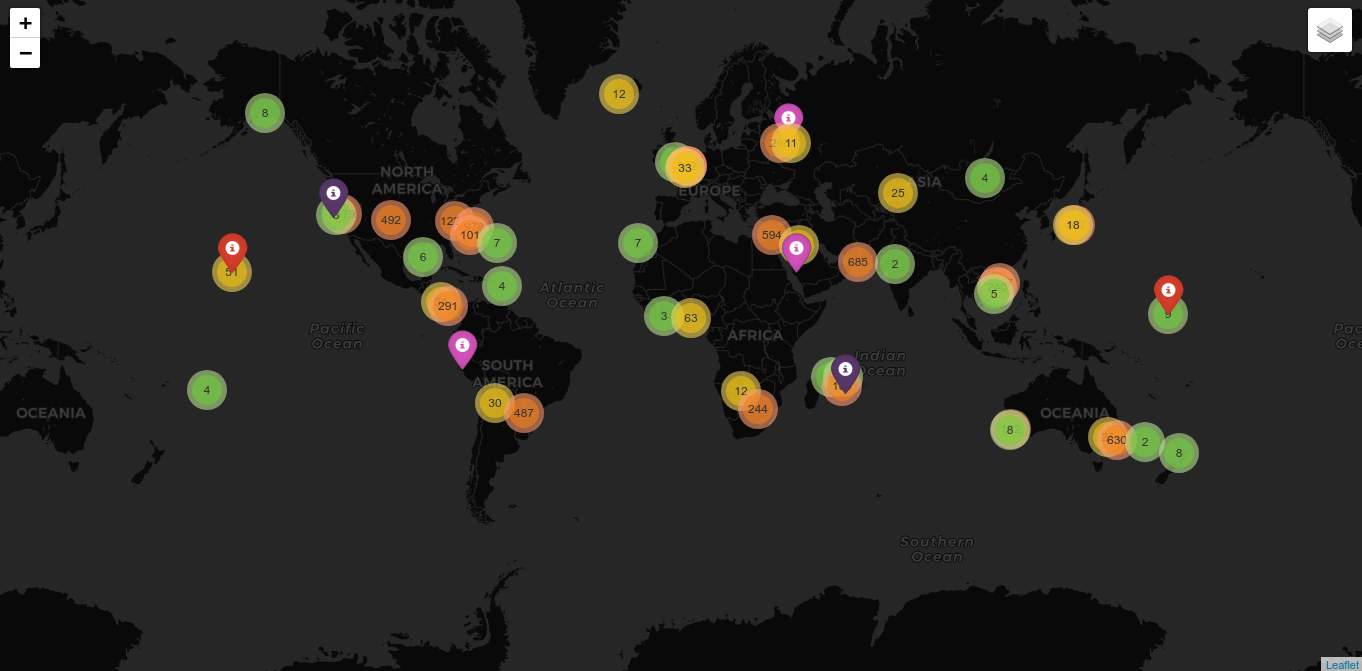 +
−
8
12
11
33
NORTH
AMERICA
EUROPE
ASIA
4
25
492
101
7
7
594
18
6
685
2
51
4
Atlantic
Ocean
5
291
3
63
9
Pacific
Ocean
AFRICA
Indian
Ocean
SOUTH
AMERICA
4
12
30
487
244
OCEANIA
OCEANIA
8
630
2
8
Southern
Ocean
Leaflet